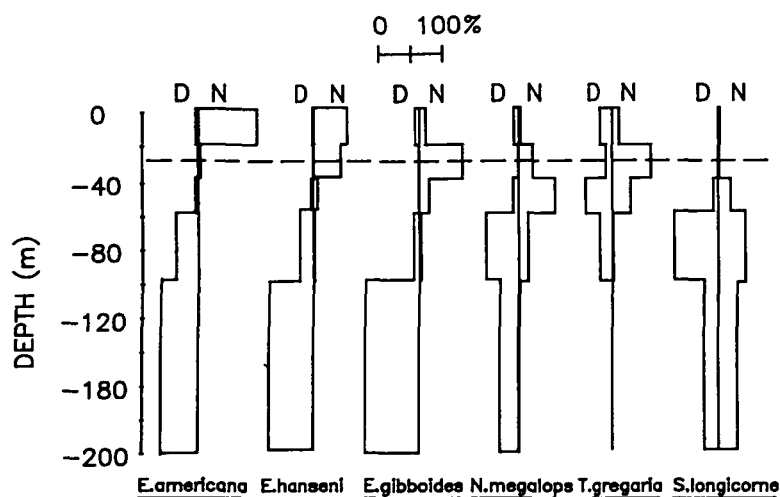 0 100%
D N D N D N D N D N D N
0
−40
−80
−120
−180
−200
DEPTH (m)
E.americana E.hanseni E.gibboides N.megalops T.gregaria S.longicorne